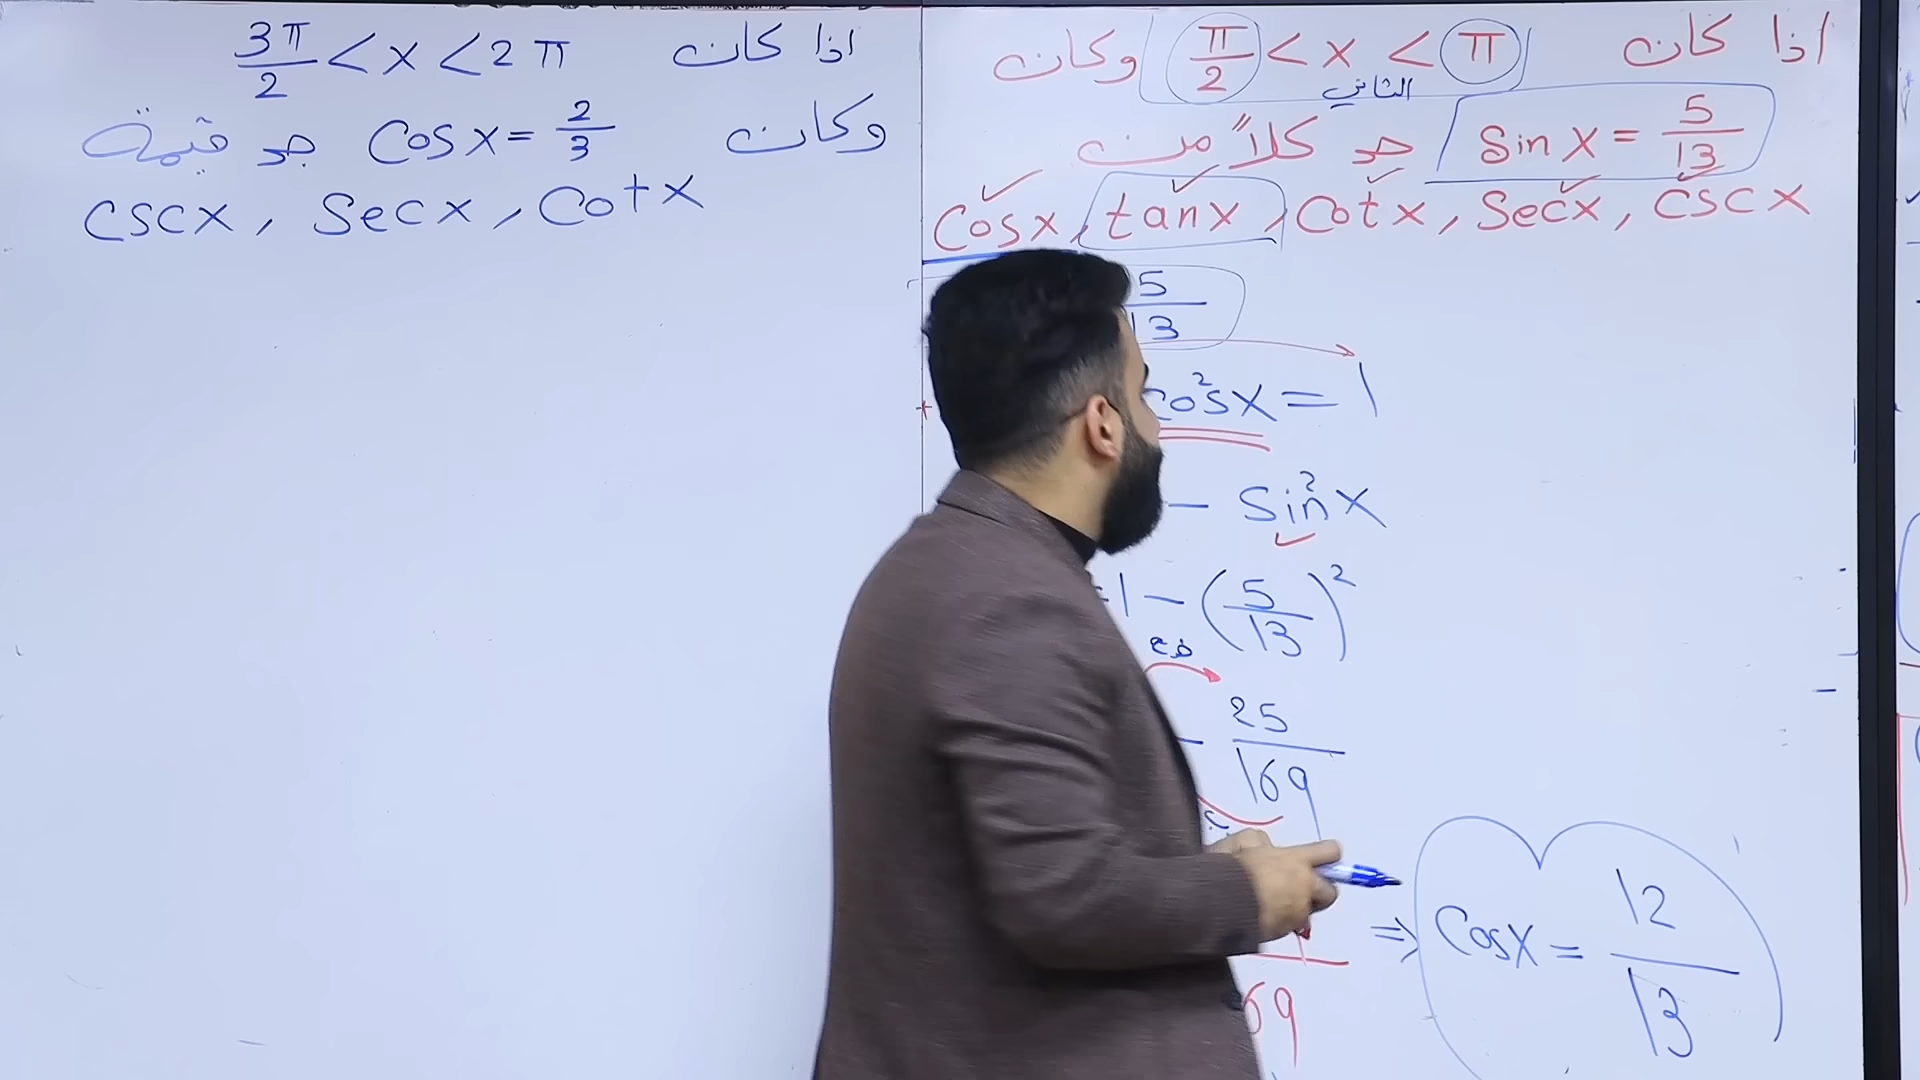 اذا كان π/2 < x < π وكان
الثاني
sin x = 5/13 جد كلاً من
Cosx, tanx, Cotx, Secx, CSCX
5/13
cos²x = 1
- sin²x
=1 - (5/13)²
- 25/169
69
⇒ Cosx = 12/13
اذا كان 3π/2 < x < 2π
وكان Cosx = 2/3 جد قيمة
CSCX, Secx, Cotx